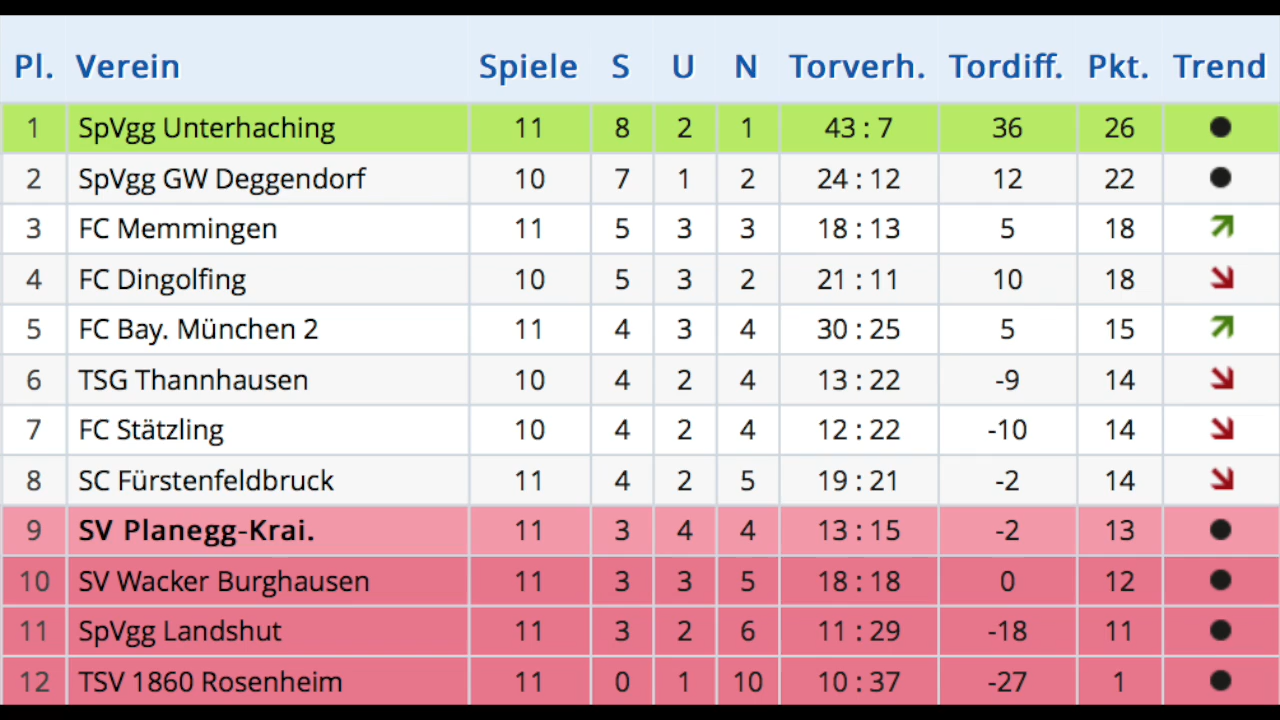 Pl. Verein Spiele S U N Torverh. Tordiff. Pkt. Trend
1 SpVgg Unterhaching 11 8 2 1 43 : 7 36 26
2 SpVgg GW Deggendorf 10 7 1 2 24 : 12 12 22
3 FC Memmingen 11 5 3 3 18 : 13 5 18
4 FC Dingolfing 10 5 3 2 21 : 11 10 18
5 FC Bay. München 2 11 4 3 4 30 : 25 5 15
6 TSG Thannhausen 10 4 2 4 13 : 22 -9 14
7 FC Stätzling 10 4 2 4 12 : 22 -10 14
8 SC Fürstenfeldbruck 11 4 2 5 19 : 21 -2 14
9 SV Planegg-Krai. 11 3 4 4 13 : 15 -2 13
10 SV Wacker Burghausen 11 3 3 5 18 : 18 0 12
11 SpVgg Landshut 11 3 2 6 11 : 29 -18 11
12 TSV 1860 Rosenheim 11 0 1 10 10 : 37 -27 1